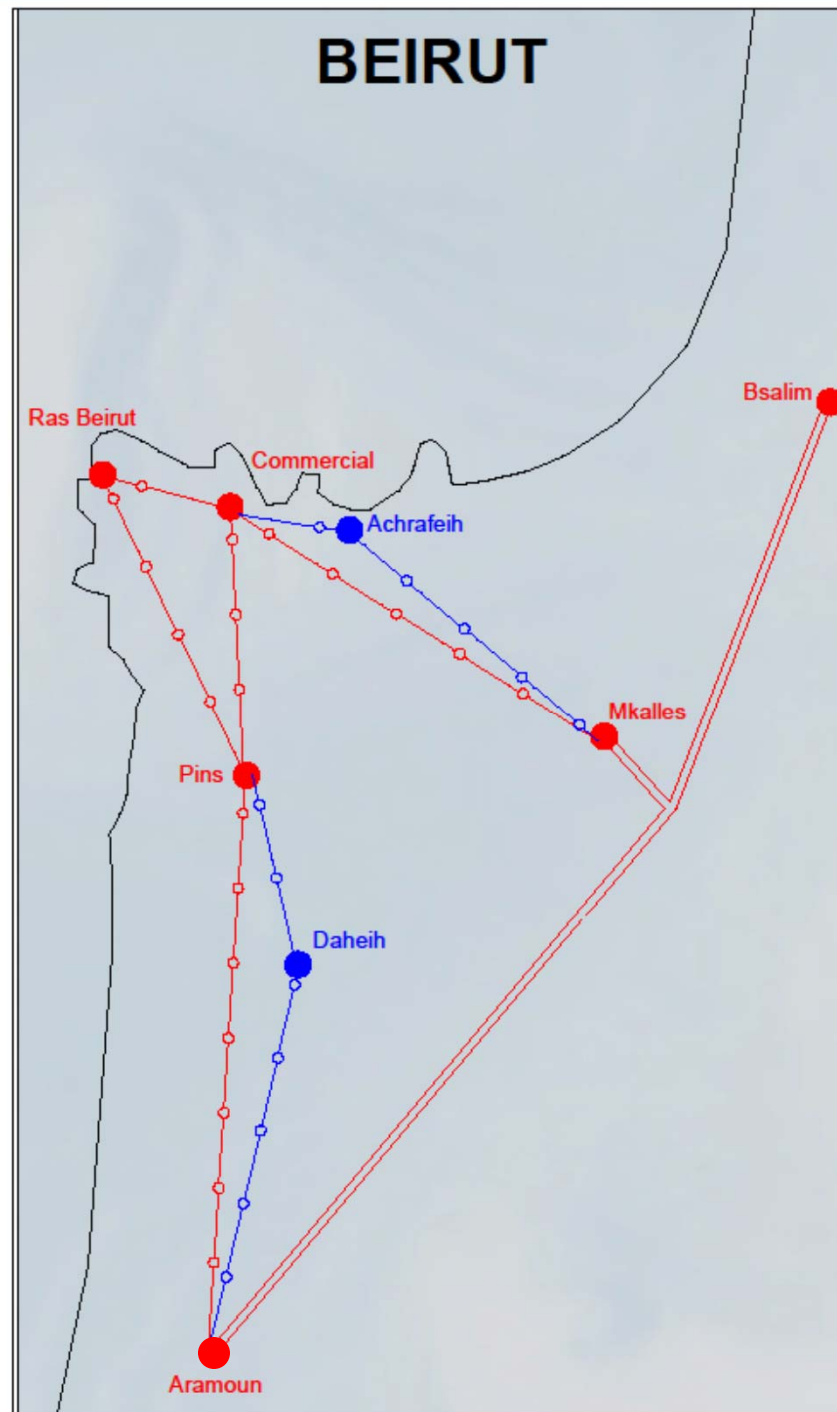 BEIRUT
Bsalim
Ras Beirut
Commercial
Achrafeih
Mkalles
Pins
Daheih
Aramoun